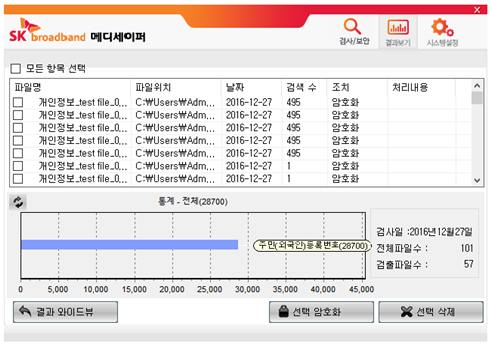 SK broadband 메디세이퍼
검사/보안 결과보기 시스템설정
모든 항목 선택
파일명 파일위치 날짜 검색 수 조치 처리내용
개인정보_test file_0,,, C:₩Users₩Adm,,, 2016-12-27 495 암호화
개인정보_test file_0,,, C:₩Users₩Adm,,, 2016-12-27 495 암호화
개인정보_test file_0,,, C:₩Users₩Adm,,, 2016-12-27 495 암호화
개인정보_test file_0,,, C:₩Users₩Adm,,, 2016-12-27 495 암호화
개인정보_test file_0,,, C:₩Users₩Adm,,, 2016-12-27 495 암호화
개인정보_test file_0,,, C:₩Users₩Adm,,, 2016-12-27 1 암호화
개인정보_test file_0,,, C:₩Users₩Adm,,, 2016-12-27 1 암호화
통계 - 전체(28700)
주민(외국인)등록번호(28700)
검사일 :2016년12월27일
전체파일수 : 101
검출파일수 : 57
0 5,000 10,000 15,000 20,000 25,000 30,000 35,000 40,000 45,000
결과 와이드뷰 선택 암호화 선택 삭제